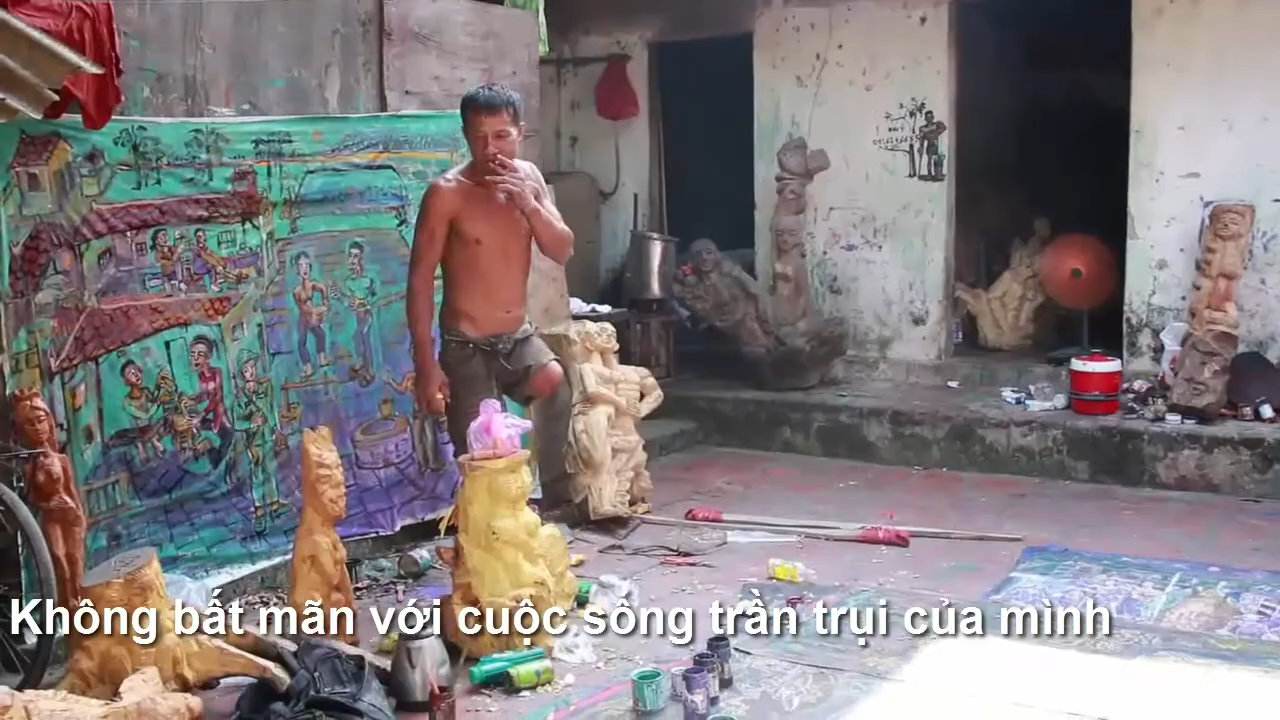 Không bất mãn với cuộc sống trần trụi của mình